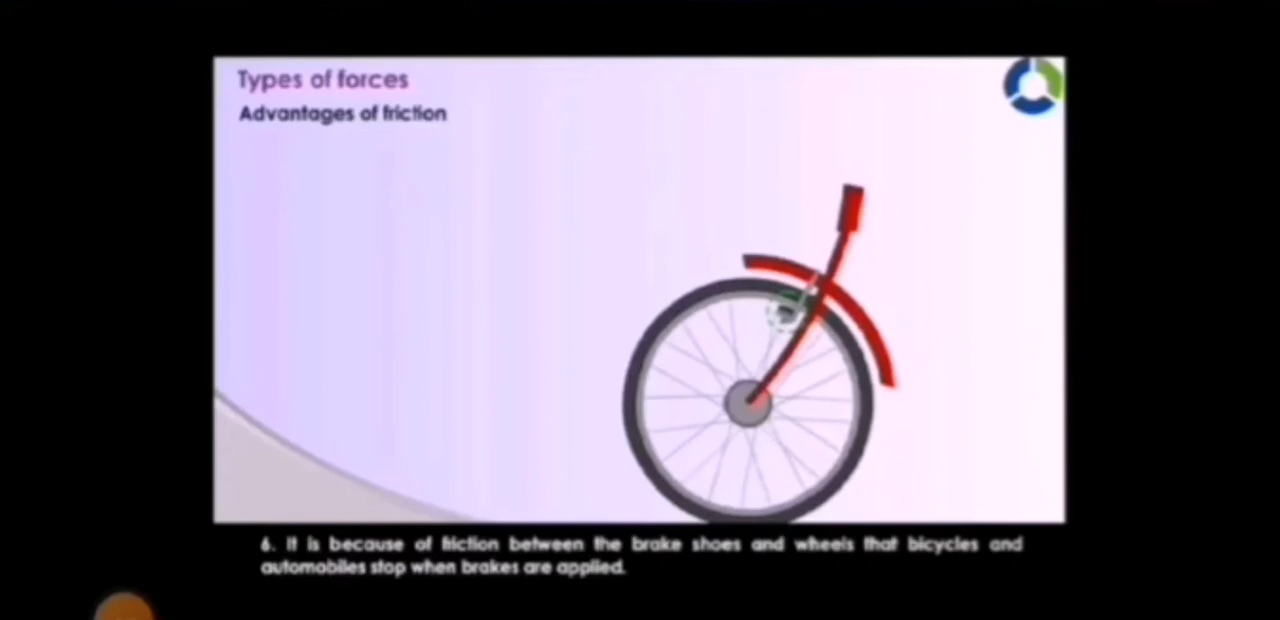 Types of forces
Advantages of friction
6. It is because of friction between the brake shoes and wheels that bicycles and
automobiles stop when brakes are applied.